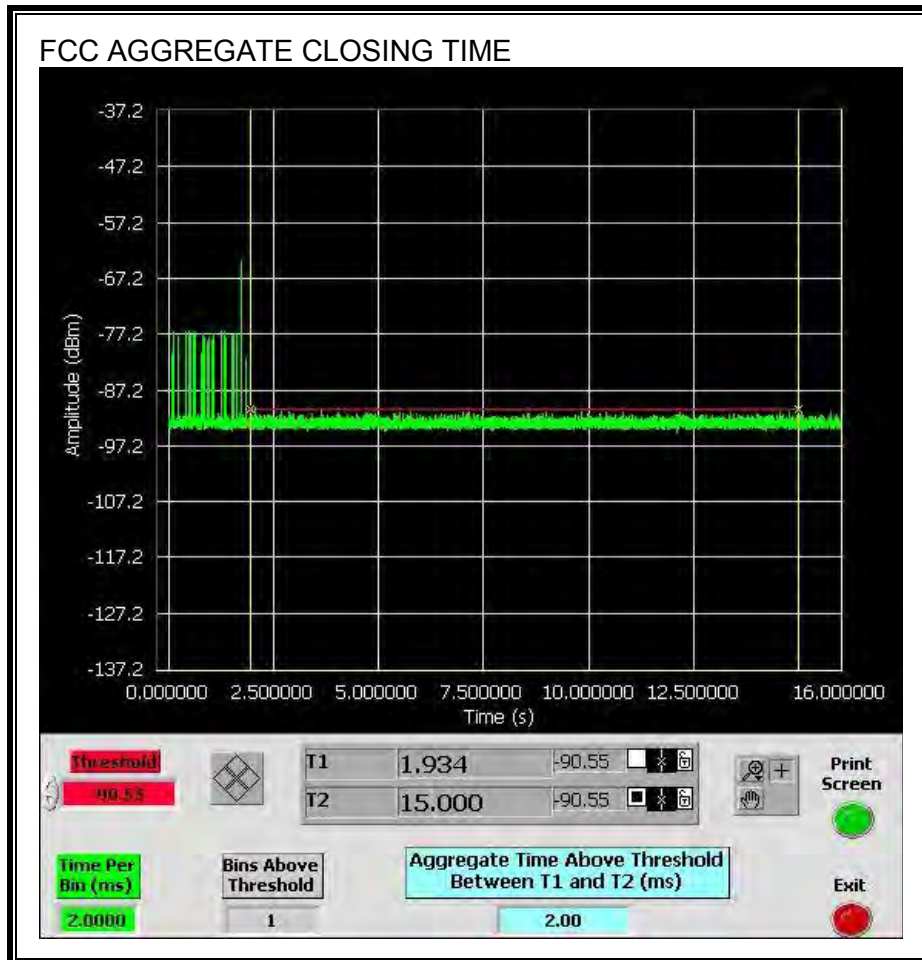 FCC AGGREGATE CLOSING TIME
-37.2
-47.2
-57.2
-67.2
-77.2
-87.2
-97.2
-107.2
-117.2
-127.2
-137.2
Amplitude (dBm)
0.000000 2.500000 5.000000 7.500000 10.000000 12.500000 16.000000
Time (s)
Threshold
-90.55
T1 1.934 -90.55
T2 15.000 -90.55
Print
Screen
Time Per
Bin (ms)
2.0000
Bins Above
Threshold
1
Aggregate Time Above Threshold
Between T1 and T2 (ms)
2.00
Exit